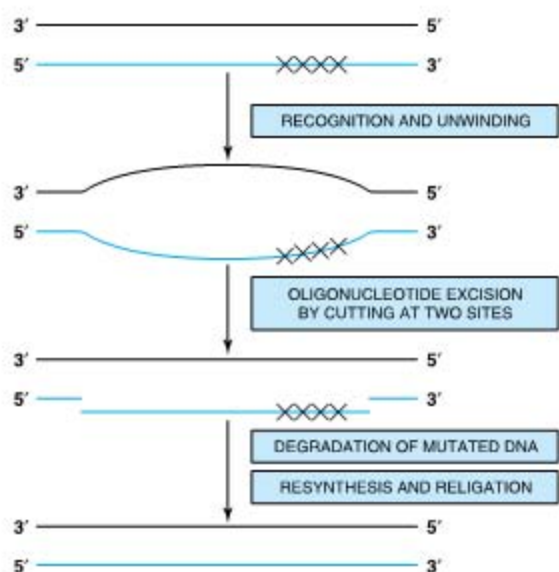 3′ 5′
5′ 3′
RECOGNITION AND UNWINDING
3′ 5′
5′ 3′
OLIGONUCLEOTIDE EXCISION
BY CUTTING AT TWO SITES
3′ 5′
5′ 3′
DEGRADATION OF MUTATED DNA
RESYNTHESIS AND RELIGATION
3′ 5′
5′ 3′